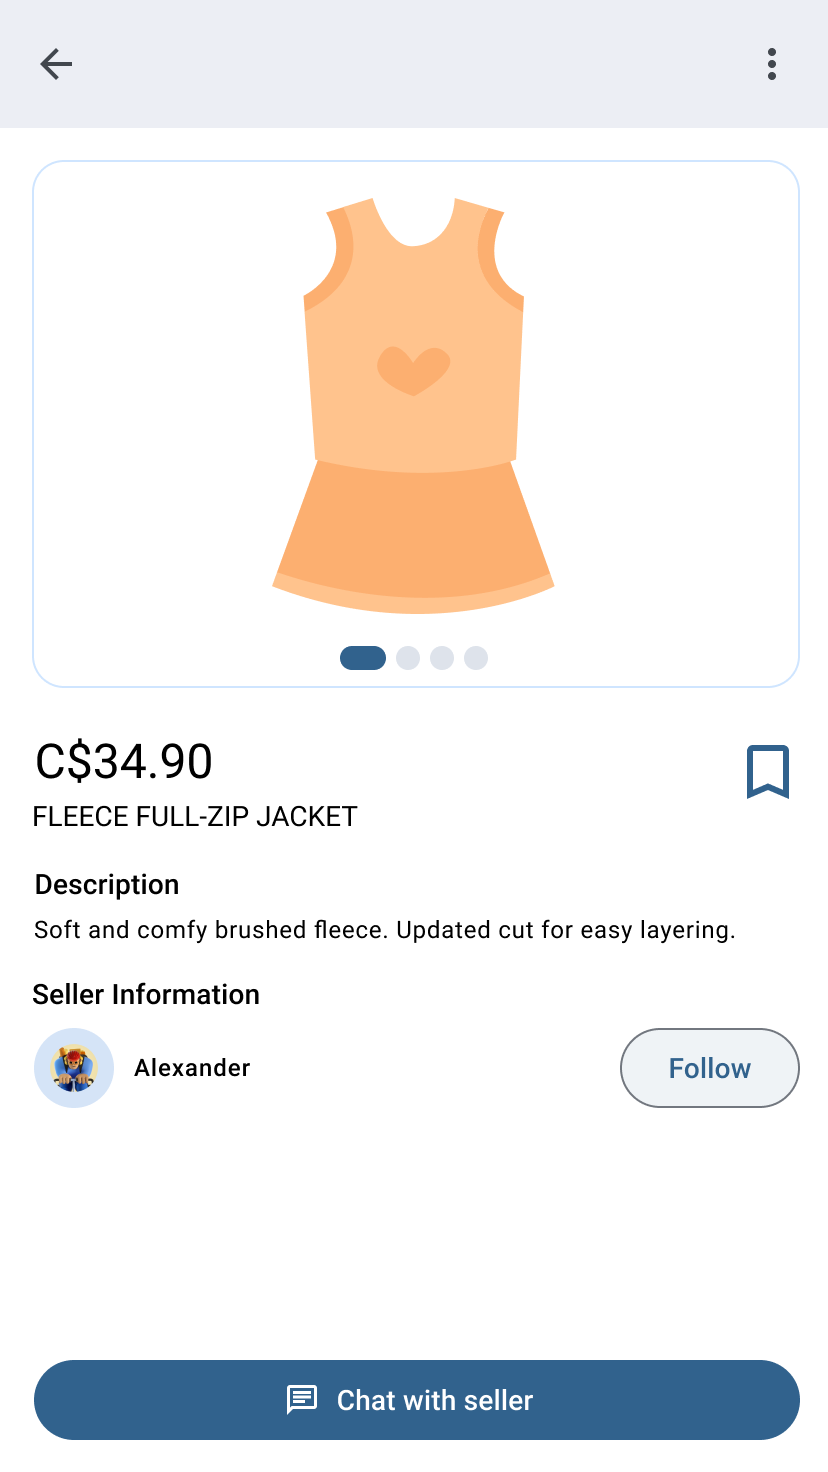 C$34.90
FLEECE FULL-ZIP JACKET
Description
Soft and comfy brushed fleece. Updated cut for easy layering.
Seller Information
Alexander
Follow
Chat with seller